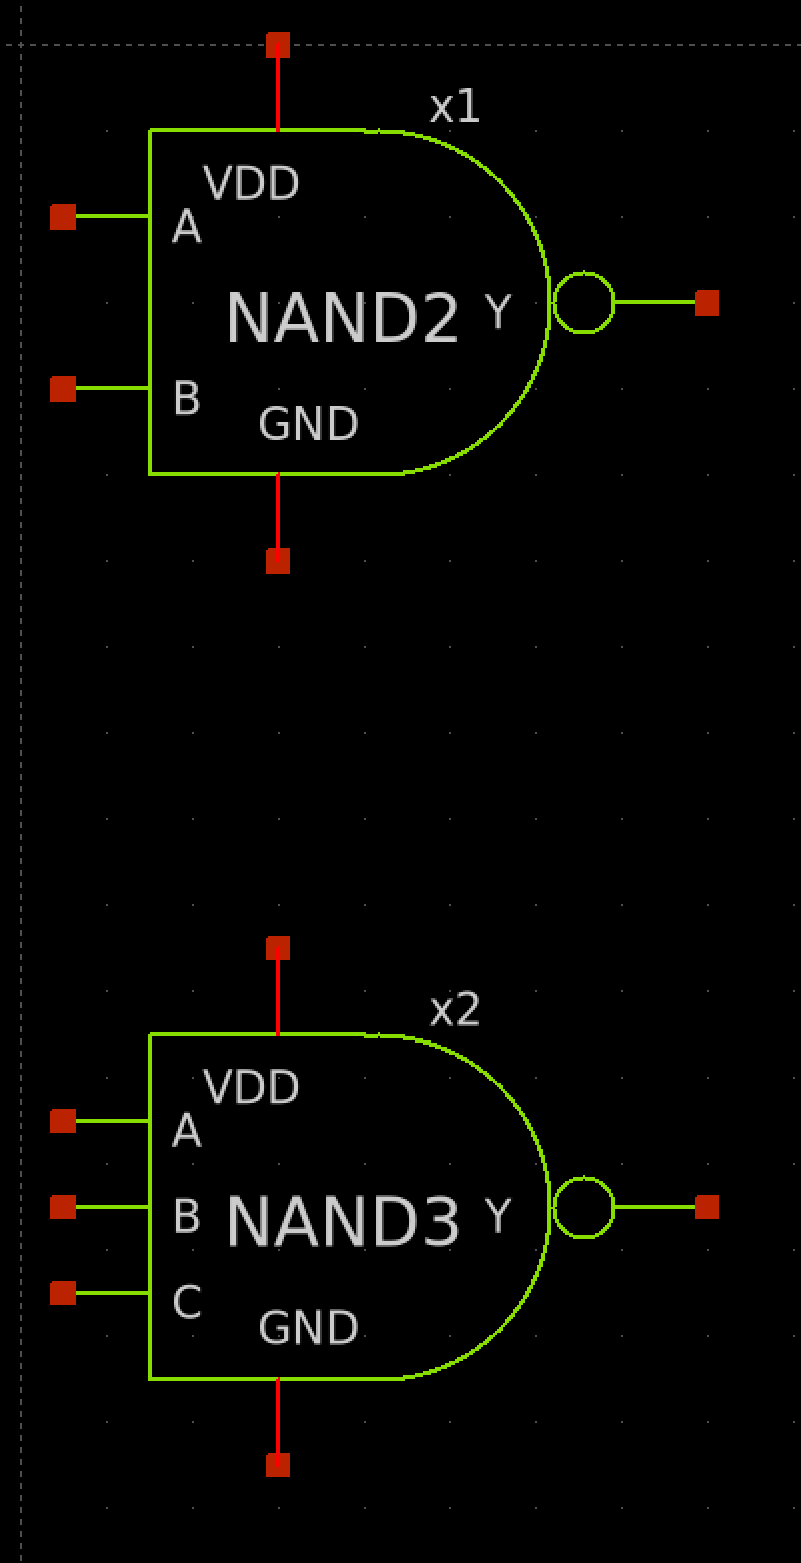 x1
VDD
A
NAND2 Y
B
GND
x2
VDD
A
B NAND3 Y
C
GND